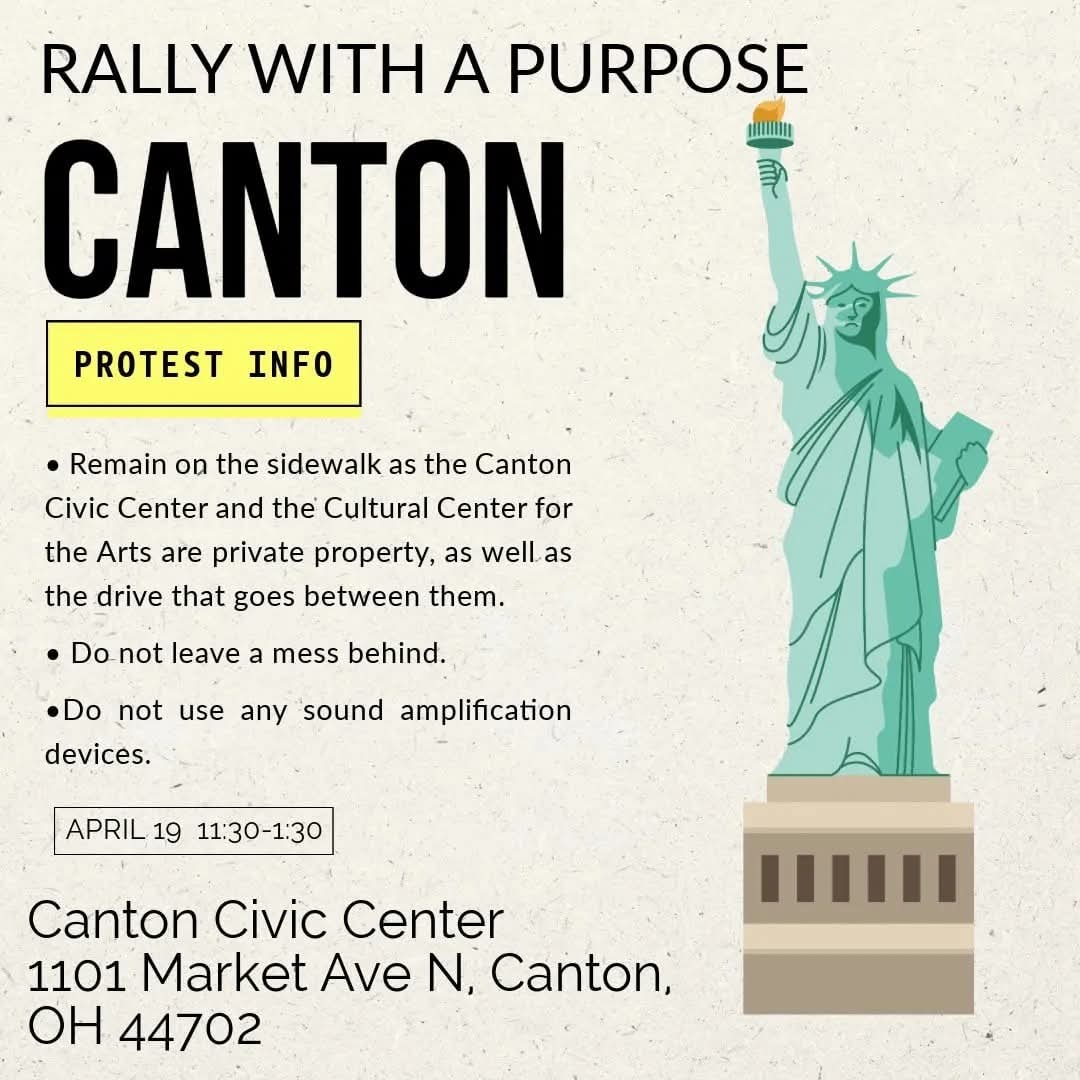 RALLY WITH A PURPOSE
CANTON
PROTEST INFO
• Remain on the sidewalk as the Canton
Civic Center and the Cultural Center for
the Arts are private property, as well as
the drive that goes between them.
• Do not leave a mess behind.
•Do not use any sound amplification
devices.
APRIL 19 11:30-1:30
Canton Civic Center
1101 Market Ave N, Canton,
OH 44702